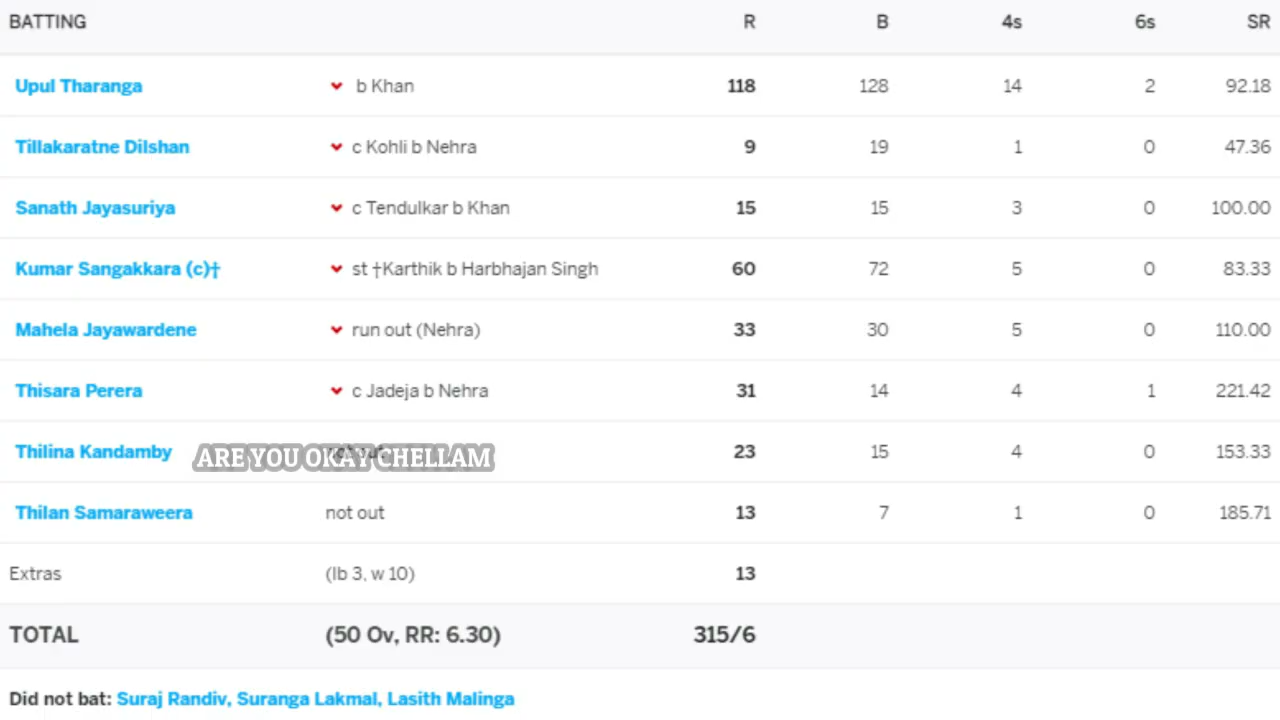 BATTING R B 4s 6s SR
Upul Tharanga b Khan 118 128 14 2 92.18
Tillakaratne Dilshan c Kohli b Nehra 9 19 1 0 47.36
Sanath Jayasuriya c Tendulkar b Khan 15 15 3 0 100.00
Kumar Sangakkara (c)† st †Karthik b Harbhajan Singh 60 72 5 0 83.33
Mahela Jayawardene run out (Nehra) 33 30 5 0 110.00
Thisara Perera c Jadeja b Nehra 31 14 4 1 221.42
Thilina Kandamby ARE YOU OKAY CHELLAM 23 15 4 0 153.33
Thilan Samaraweera not out 13 7 1 0 185.71
Extras (lb 3, w 10) 13
TOTAL (50 Ov, RR: 6.30) 315/6
Did not bat: Suraj Randiv, Suranga Lakmal, Lasith Malinga